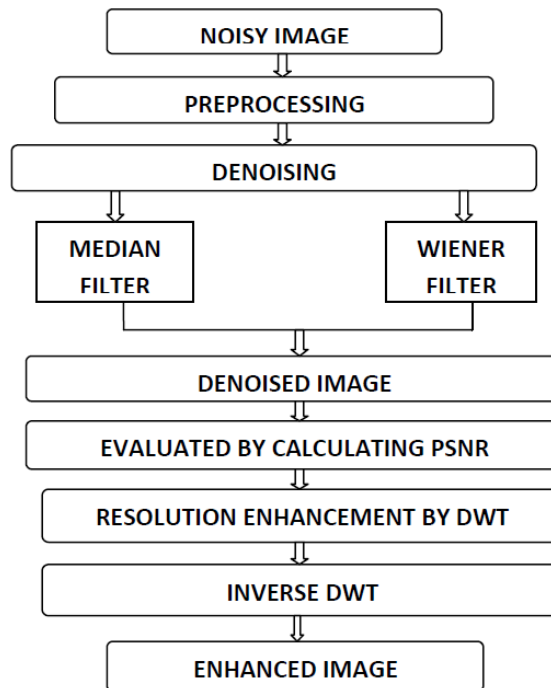 NOISY IMAGE
PREPROCESSING
DENOISING
MEDIAN
FILTER
WIENER
FILTER
DENOISED IMAGE
EVALUATED BY CALCULATING PSNR
RESOLUTION ENHANCEMENT BY DWT
INVERSE DWT
ENHANCED IMAGE